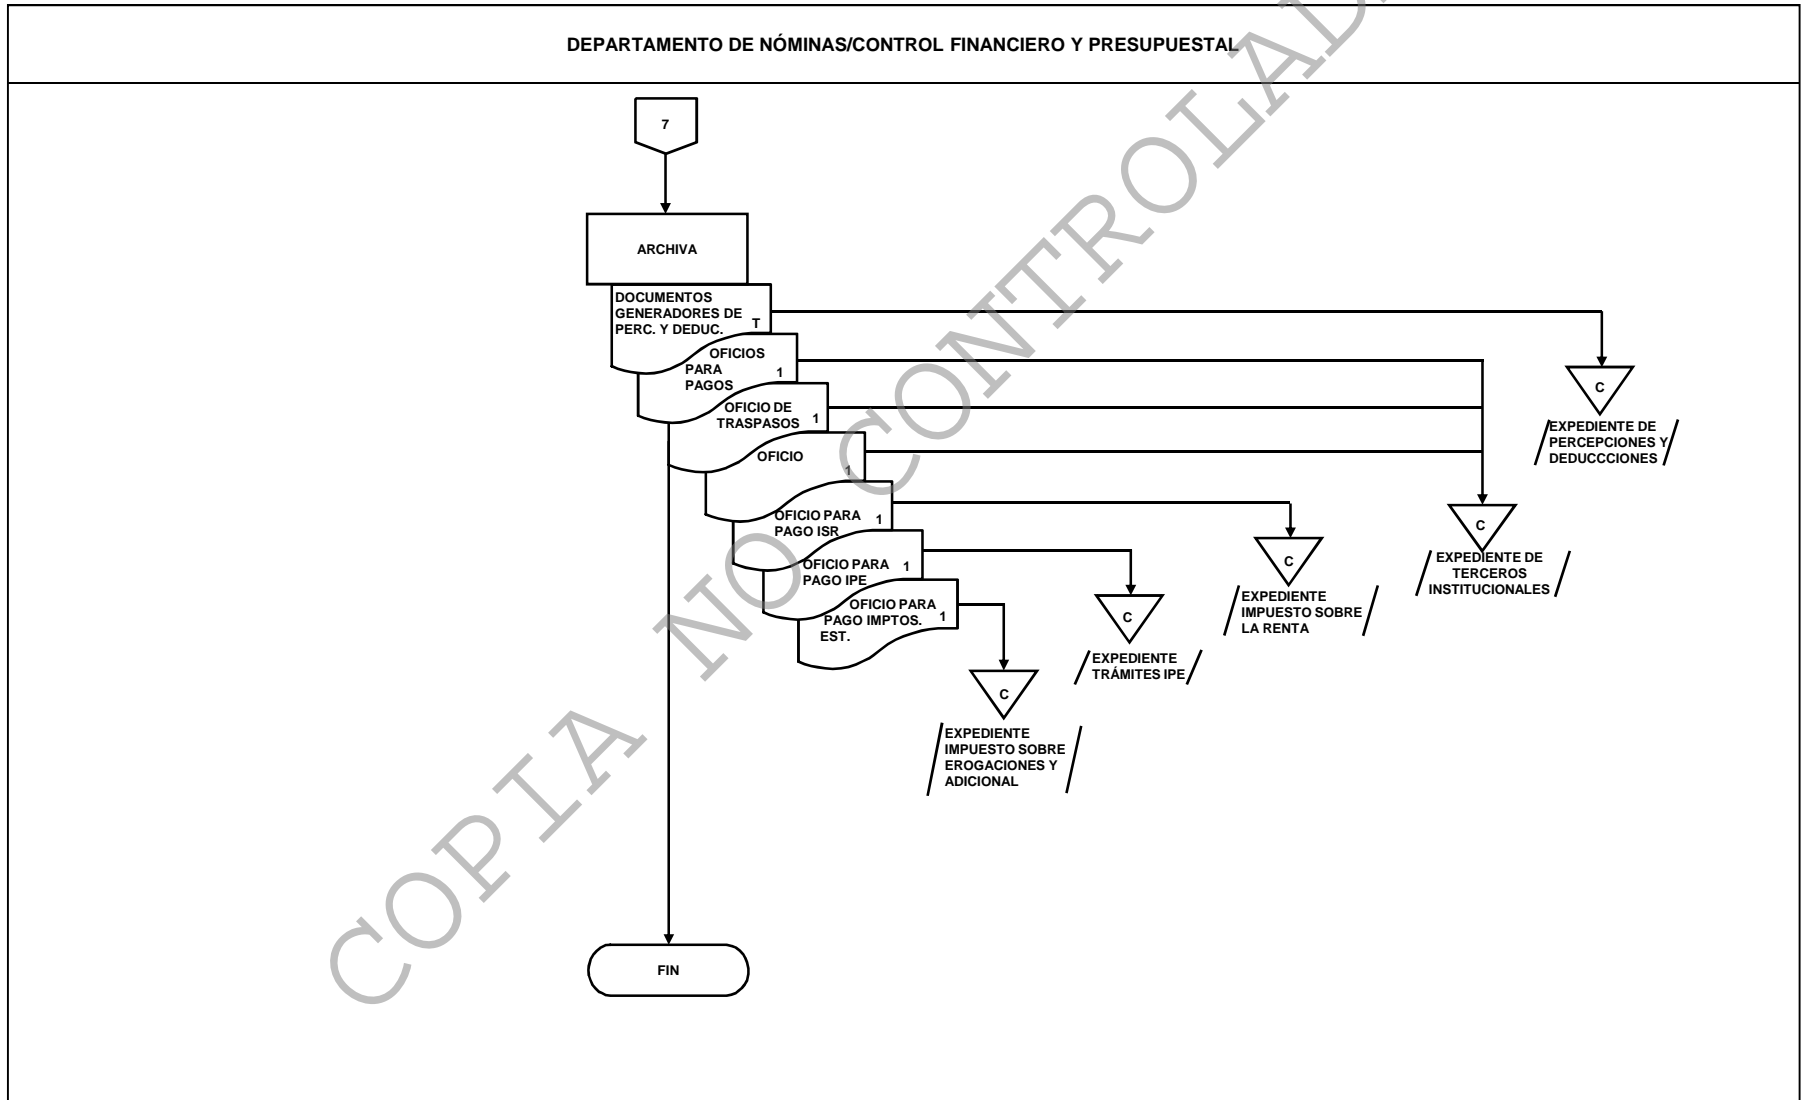 DEPARTAMENTO DE NÓMINAS/CONTROL FINANCIERO Y PRESUPUESTAL
7
ARCHIVA
DOCUMENTOS
GENERADORES DE
PERC. Y DEDUC.
T
OFICIOS
PARA
PAGOS
1
OFICIO DE
TRASPASOS
1
OFICIO
1
OFICIO PARA
PAGO ISR
1
OFICIO PARA
PAGO IPE
1
OFICIO PARA
PAGO IMPTOS.
EST.
1
C
EXPEDIENTE DE
PERCEPCIONES Y
DEDUCCCIONES
C
EXPEDIENTE DE
TERCEROS
INSTITUCIONALES
C
EXPEDIENTE
IMPUESTO SOBRE
LA RENTA
C
EXPEDIENTE
TRÁMITES IPE
C
EXPEDIENTE
IMPUESTO SOBRE
EROGACIONES Y
ADICIONAL
FIN
COPIA NO CONTROLAD